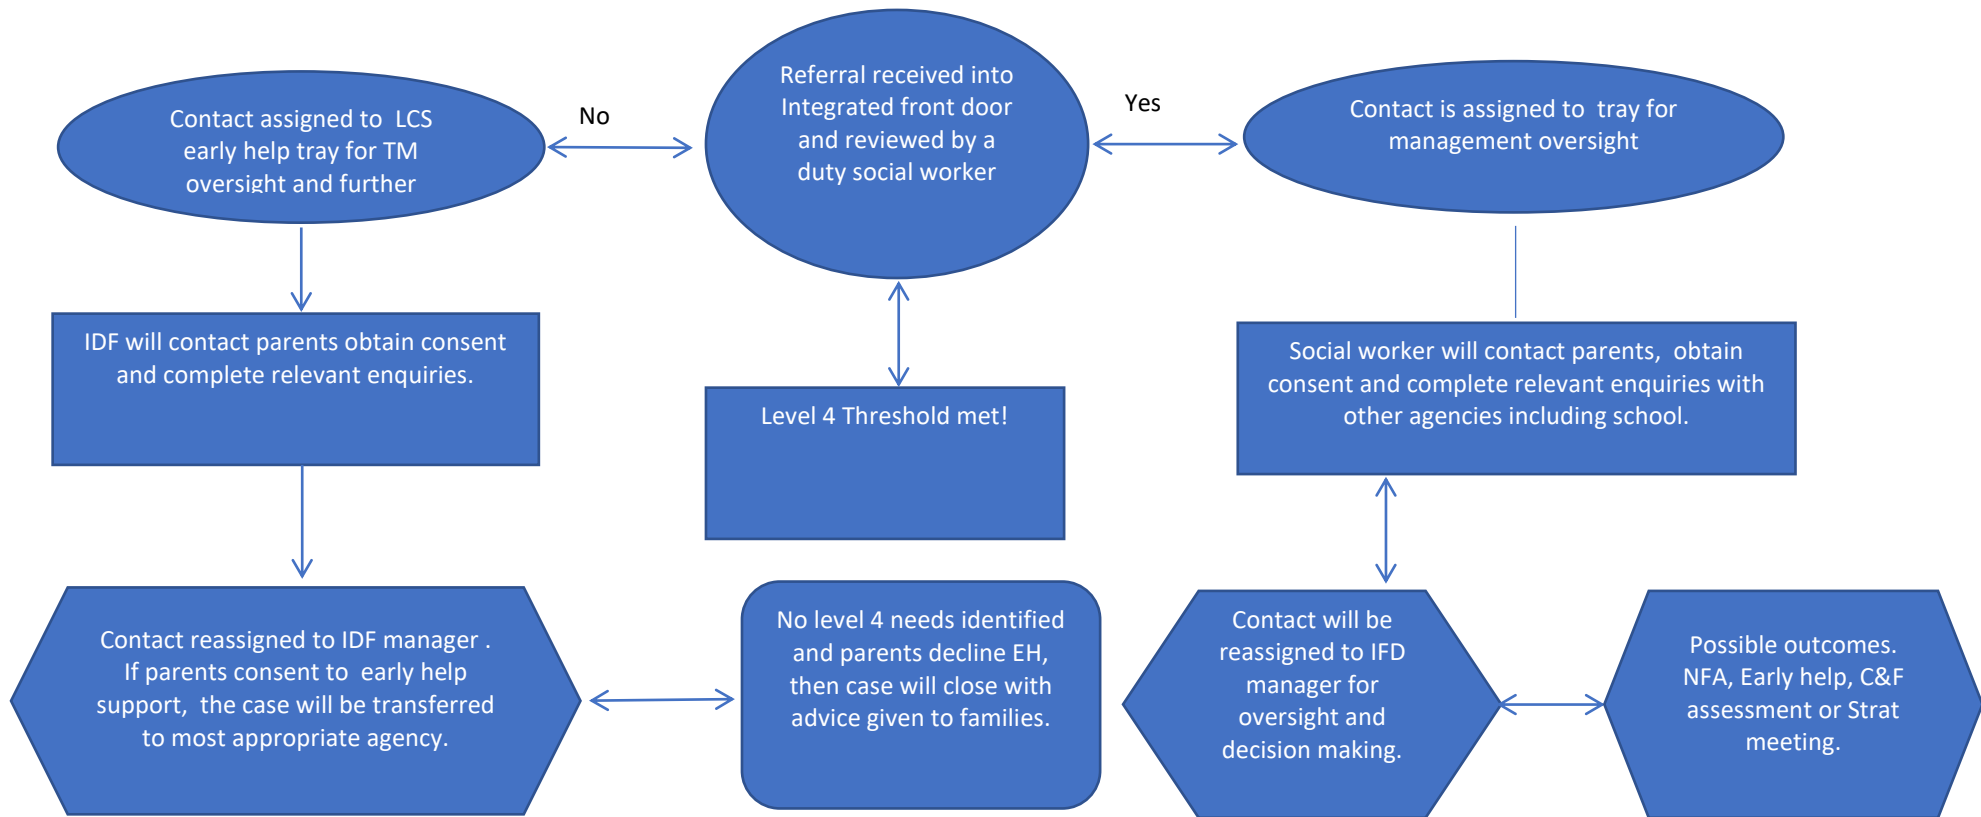 Contact assigned to LCS
early help tray for TM
oversight and further
No
Referral received into
Integrated front door
and reviewed by a
duty social worker
Yes
Contact is assigned to tray for
management oversight
IDF will contact parents obtain consent
and complete relevant enquiries.
Level 4 Threshold met!
Social worker will contact parents, obtain
consent and complete relevant enquiries with
other agencies including school.
Contact reassigned to IDF manager .
If parents consent to early help
support, the case will be transferred
to most appropriate agency.
No level 4 needs identified
and parents decline EH,
then case will close with
advice given to families.
Contact will be
reassigned to IFD
manager for
oversight and
decision making.
Possible outcomes.
NFA, Early help, C&F
assessment or Strat
meeting.